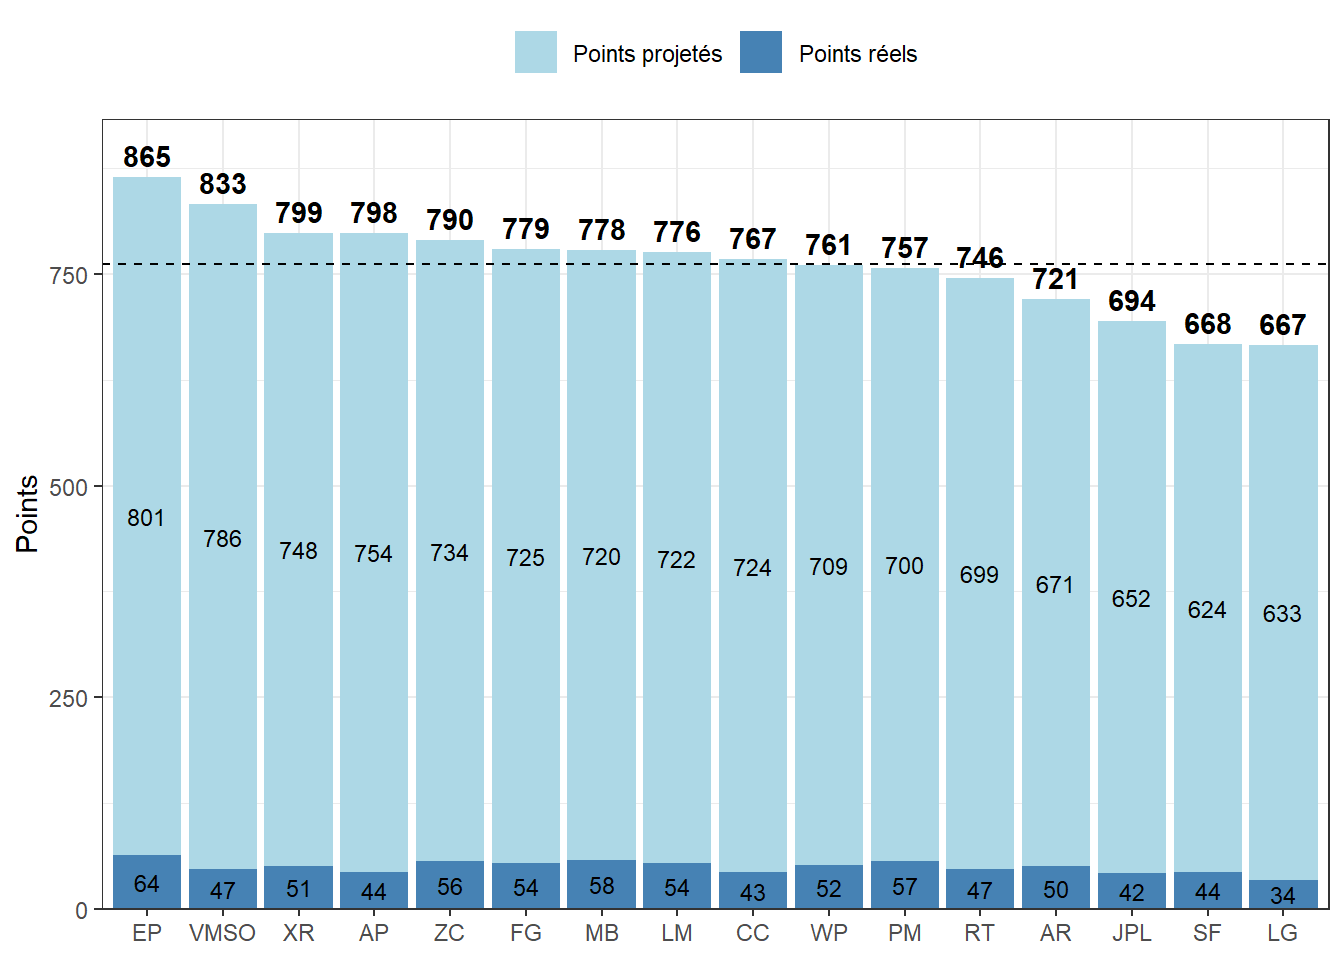 Points projetés Points réels
865 833 799 798 790 779 778 776 767 761 757 746 721 694 668 667
801 786 748 754 734 725 720 722 724 709 700 699 671 652 624 633
64 47 51 44 56 54 58 54 43 52 57 47 50 42 44 34
750
500
250
0
Points
EP VMSO XR AP ZC FG MB LM CC WP PM RT AR JPL SF LG